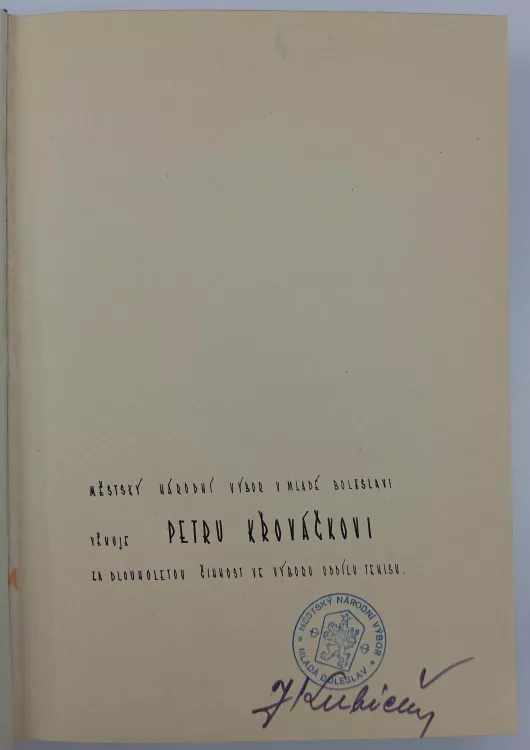 MĚSTSKÝ NÁRODNÍ VÝBOR V MLADÉ BOLESLAVI
VĚNUJE PETRU KŘOVÁČKOVI
ZA DLOUHOLETOU ČINNOST VE VÝBORU ODDÍLU TENISU.
MĚSTSKÝ NÁRODNÍ VÝBOR
MLADÁ BOLESLAV